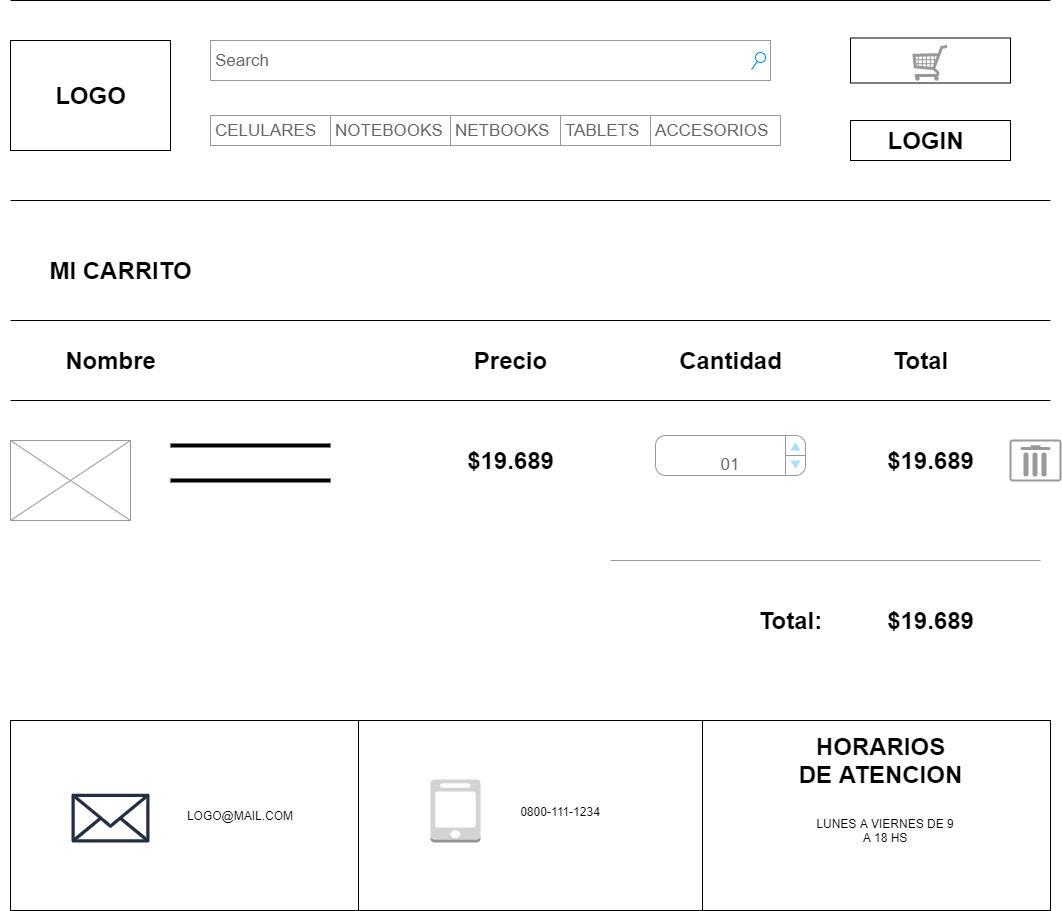 LOGO
Search
CELULARES NOTEBOOKS NETBOOKS TABLETS ACCESORIOS
LOGIN
MI CARRITO
Nombre Precio Cantidad Total
$19.689 01 $19.689
Total: $19.689
LOGO@MAIL.COM
0800-111-1234
HORARIOS
DE ATENCION
LUNES A VIERNES DE 9
A 18 HS